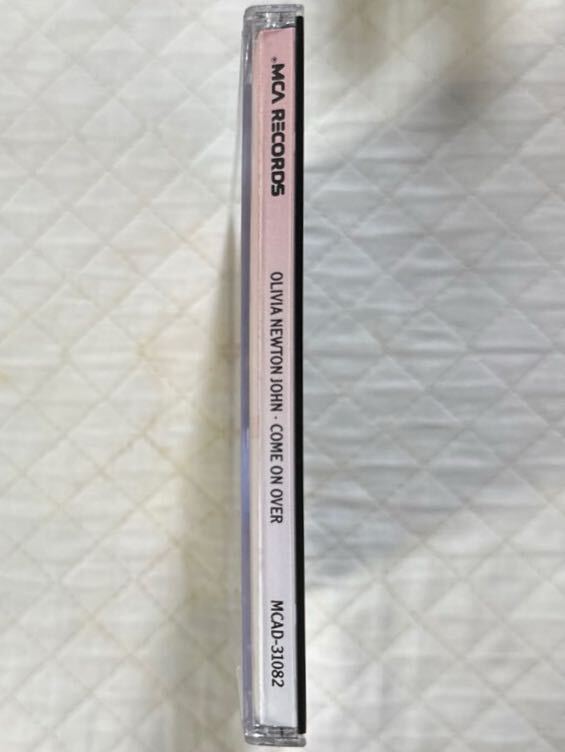 ®MCA RECORDS
OLIVIA NEWTON JOHN · COME ON OVER
MCAD-31082